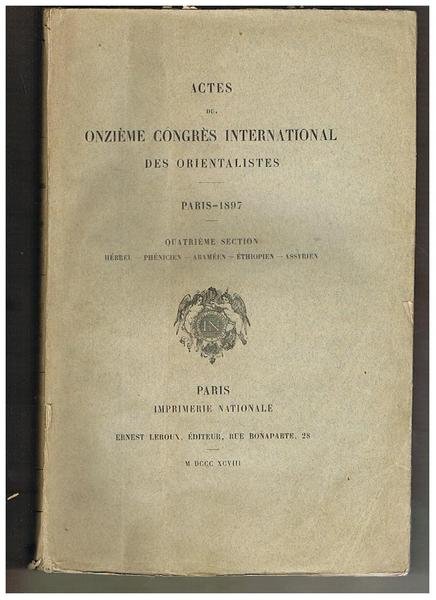 ACTES
DU
ONZIÈME CONGRÈS INTERNATIONAL
DES ORIENTALISTES
PARIS–1897
QUATRIÈME SECTION
HÉBREU — PHÉNICIEN — ARAMÉEN — ÉTHIOPIEN — ASSYRIEN
IN
PARIS
IMPRIMERIE NATIONALE
ERNEST LEROUX, ÉDITEUR, RUE BONAPARTE, 28
M DCCC XCVIII